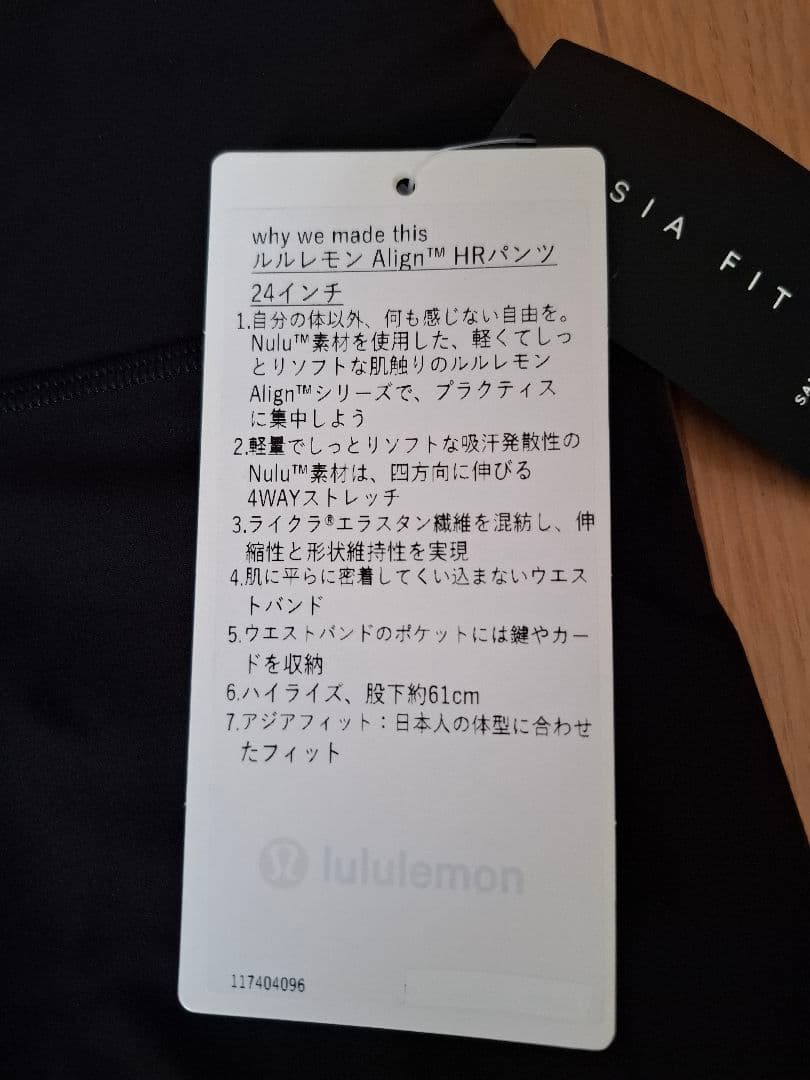 why we made this
ルルレモン Align™ HRパンツ
24インチ
1.自分の体以外、何も感じない自由を。
Nulu™素材を使用した、軽くてしっ
とりソフトな肌触りのルルレモン
Align™シリーズで、プラクティス
に集中しよう
2.軽量でしっとりソフトな吸汗発散性の
Nulu™素材は、四方向に伸びる
4WAYストレッチ
3.ライクラ®エラスタン繊維を混紡し、伸
縮性と形状維持性を実現
4.肌に平らに密着してくい込まないウエス
トバンド
5.ウエストバンドのポケットには鍵やカー
ドを収納
6.ハイライズ、股下約61cm
7.アジアフィット：日本人の体型に合わせ
たフィット
lululemon
117404096
SIA FIT